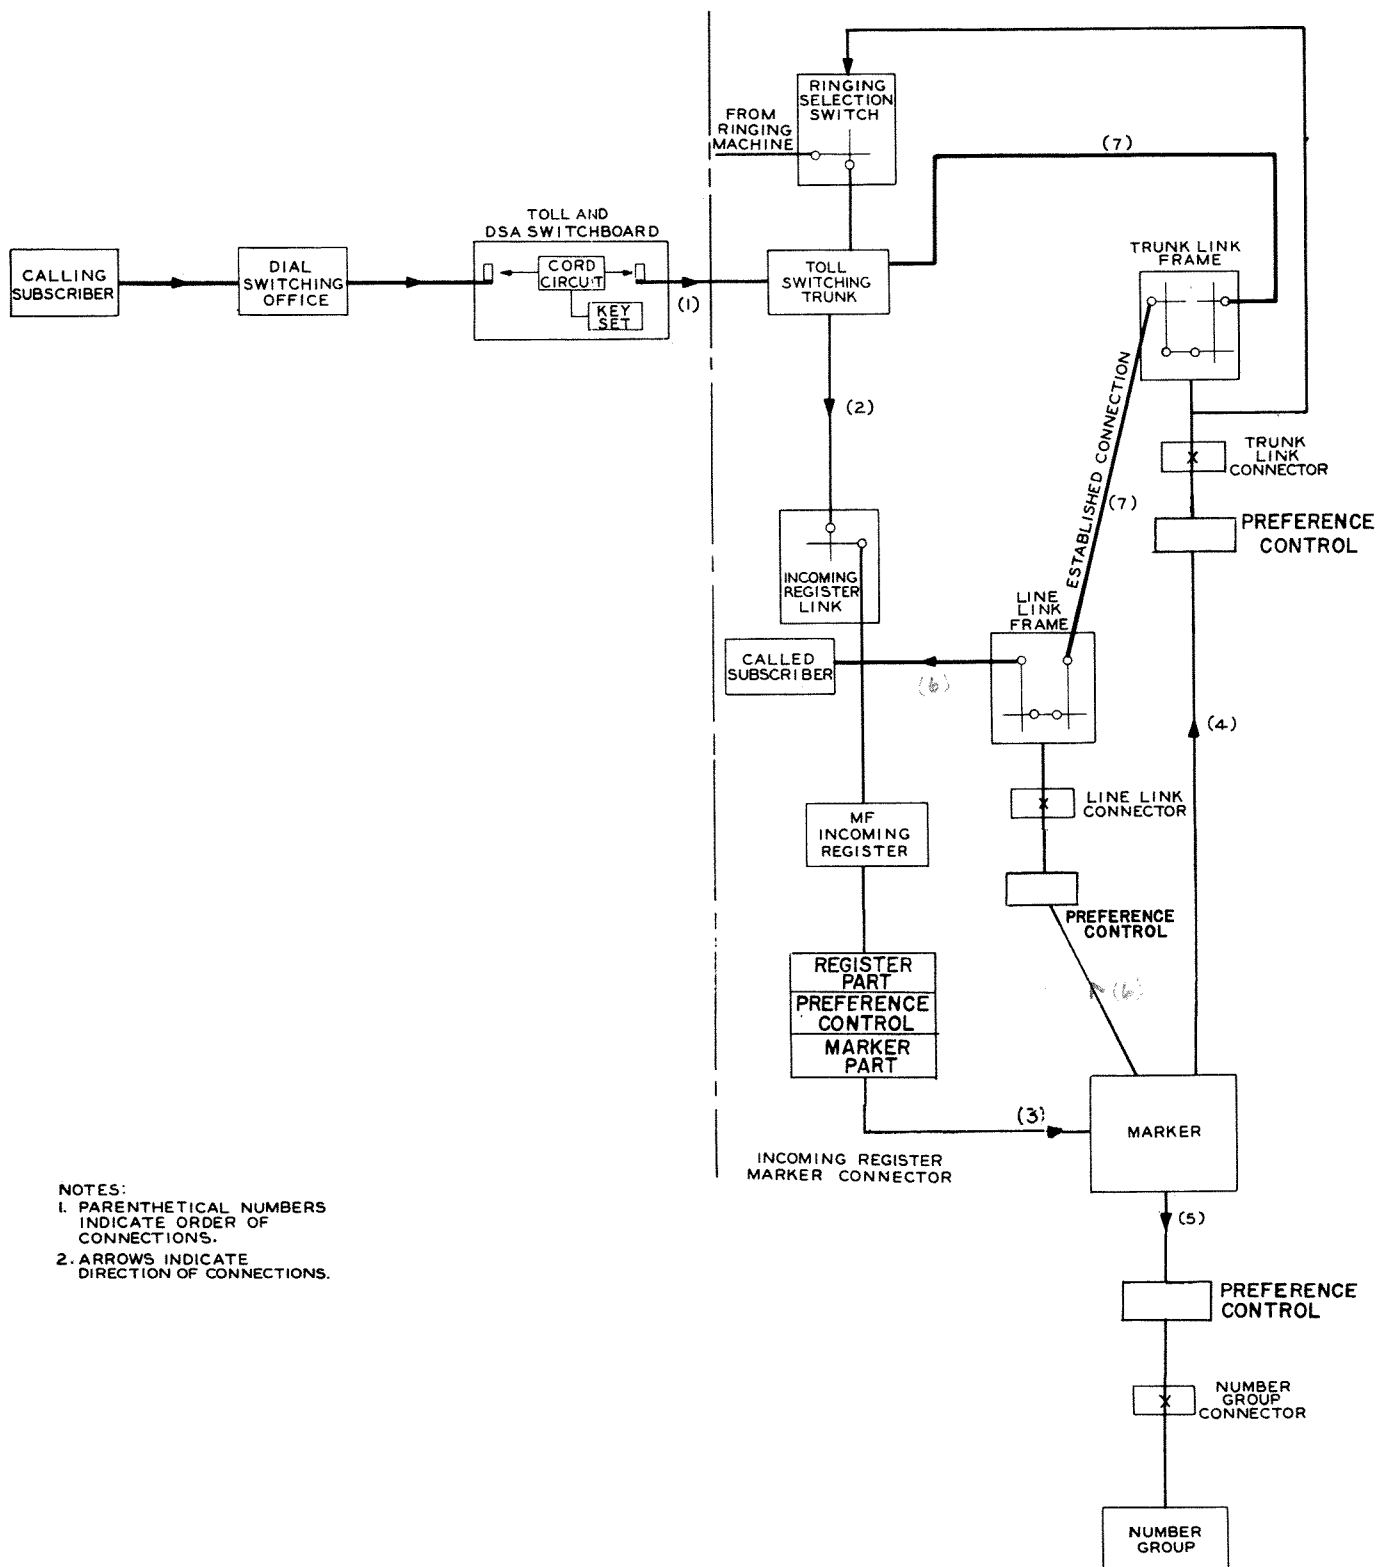 RINGING
SELECTION
SWITCH
FROM
RINGING
MACHINE
(7)
TOLL AND
DSA SWITCHBOARD
TRUNK LINK
FRAME
CALLING
SUBSCRIBER
DIAL
SWITCHING
OFFICE
CORD
CIRCUIT
KEY
SET
(1)
TOLL
SWITCHING
TRUNK
(2)
ESTABLISHED CONNECTION
(7)
TRUNK
LINK
CONNECTOR
PREFERENCE
CONTROL
INCOMING
REGISTER
LINK
LINE
LINK
FRAME
CALLED
SUBSCRIBER
(6)
(4)
LINE LINK
CONNECTOR
MF
INCOMING
REGISTER
PREFERENCE
CONTROL
REGISTER
PART
PREFERENCE
CONTROL
MARKER
PART
(6)
(3)
MARKER
INCOMING REGISTER
MARKER CONNECTOR
NOTES:
1. PARENTHETICAL NUMBERS
INDICATE ORDER OF
CONNECTIONS.
2. ARROWS INDICATE
DIRECTION OF CONNECTIONS.
(5)
PREFERENCE
CONTROL
NUMBER
GROUP
CONNECTOR
NUMBER
GROUP